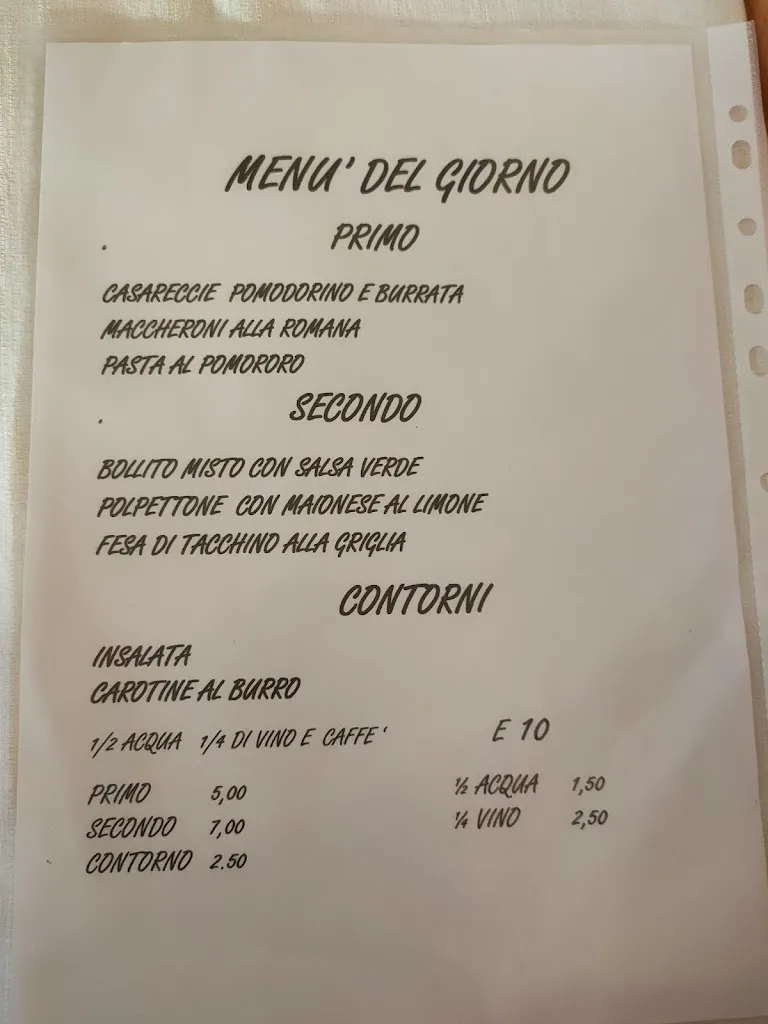 MENU' DEL GIORNO
PRIMO
CASARECCIE POMODORINO E BURRATA
MACCHERONI ALLA ROMANA
PASTA AL POMORORO
SECONDO
BOLLITO MISTO CON SALSA VERDE
POLPETTONE CON MAIONESE AL LIMONE
FESA DI TACCHINO ALLA GRIGLIA
CONTORNI
INSALATA
CAROTINE AL BURRO
1/2 ACQUA 1/4 DI VINO E CAFFE' E 10
PRIMO 5,00 ½ ACQUA 1,50
SECONDO 7,00 ¼ VINO 2,50
CONTORNO 2.50